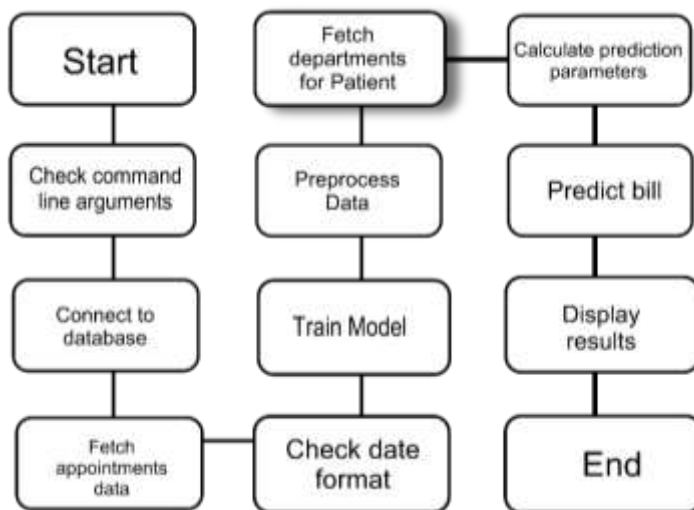 Start
Check command
line arguments
Connect to
database
Fetch
appointments
data
Check date
format
Train Model
Preprocess
Data
Fetch
departments
for Patient
Calculate prediction
parameters
Predict bill
Display
results
End